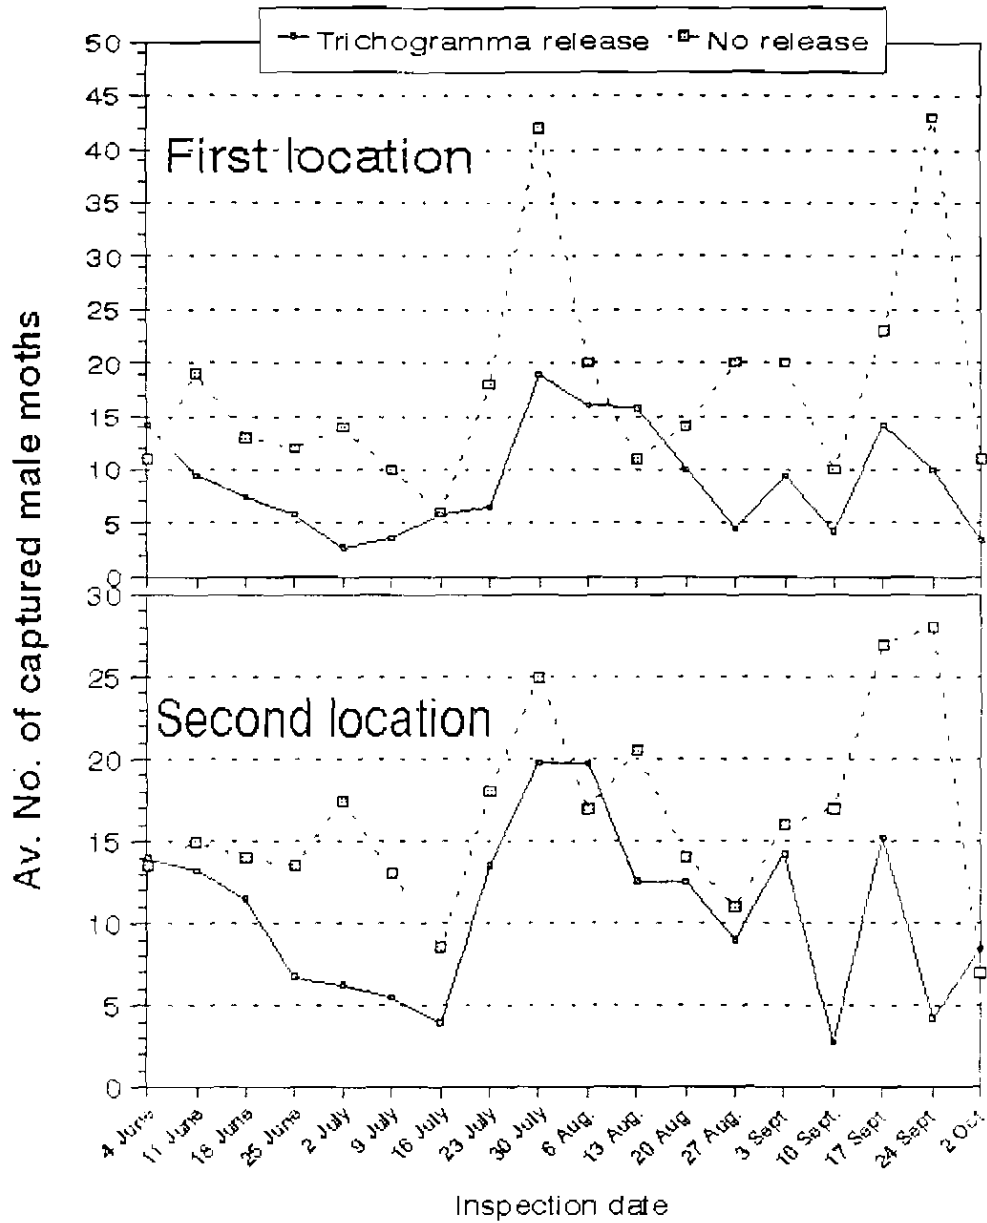 Trichogramma release No release
50
45
40
35
30
25
20
15
10
5
0
First location
30
25
20
15
10
5
0
Second location
Av. No. of captured male moths
4 June
11 June
18 June
25 June
2 July
9 July
16 July
23 July
30 July
6 Aug.
13 Aug.
20 Aug
27 Aug.
3 Sept
10 Sept.
17 Sept
24 Sept
2 Oct
Inspection date